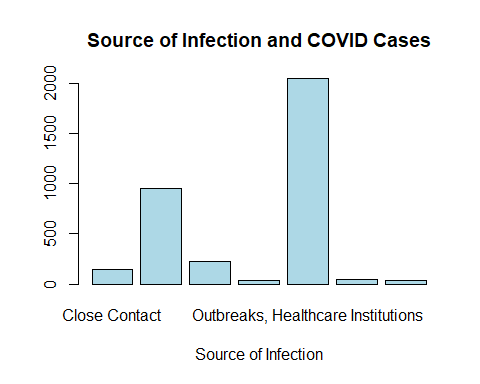 Source of Infection and COVID Cases
2000
1500
1000
500
0
Close Contact
Outbreaks, Healthcare Institutions
Source of Infection